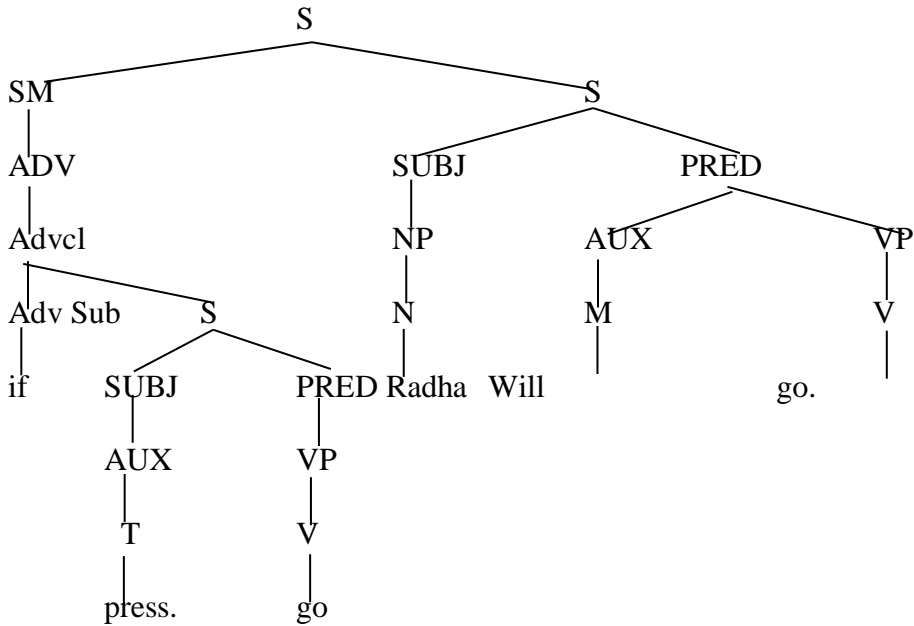 S
SM S
ADV SUBJ PRED
Advcl NP AUX VP
Adv Sub S N M V
if SUBJ PRED Radha Will go.
AUX VP
T V
press. go